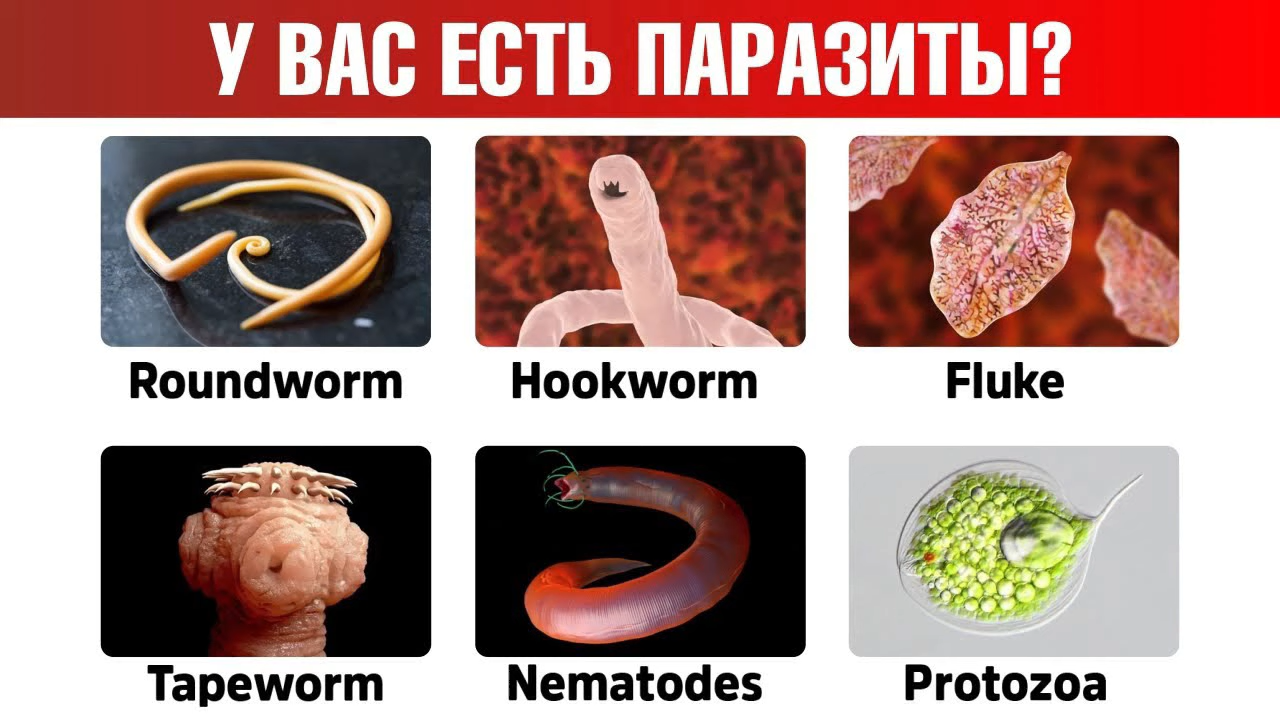 У ВАС ЕСТЬ ПАРАЗИТЫ?
Roundworm
Hookworm
Fluke
Tapeworm
Nematodes
Protozoa